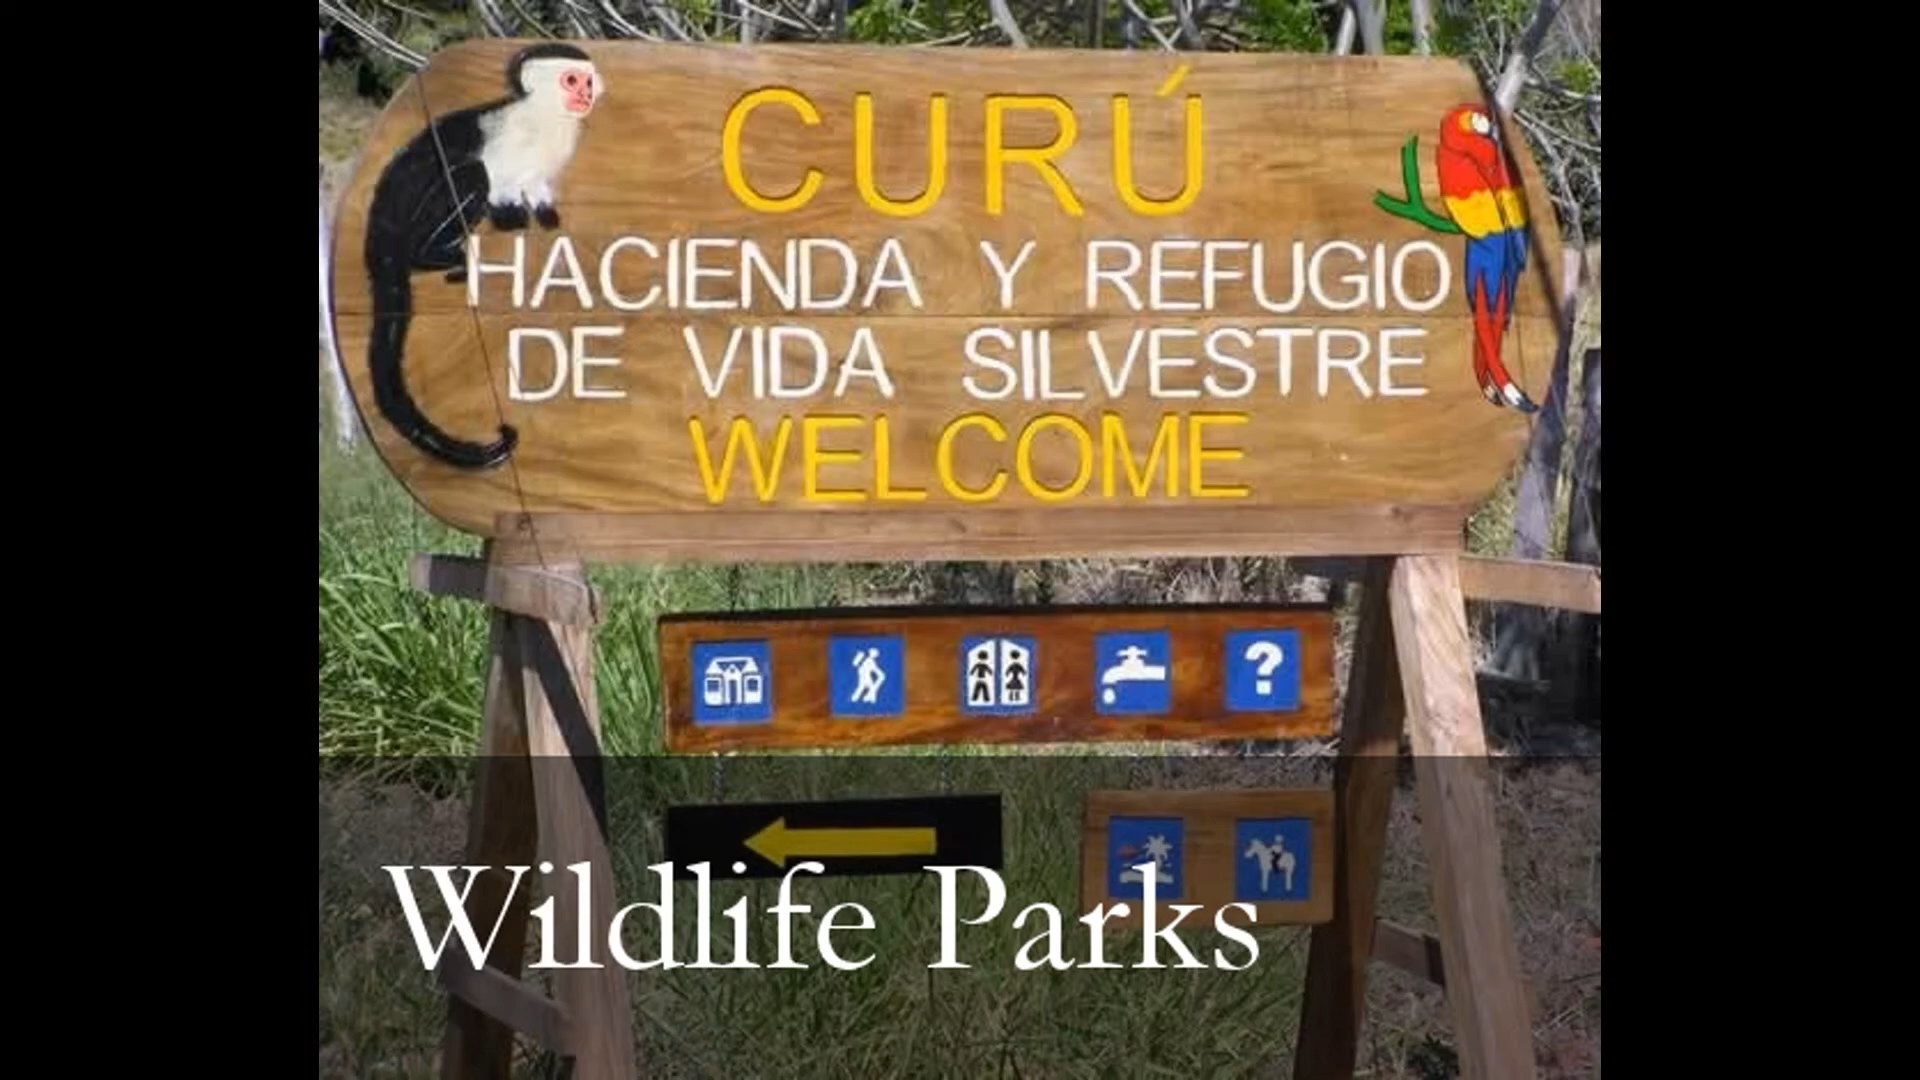 CURÚ
HACIENDA Y REFUGIO
DE VIDA SILVESTRE
WELCOME
?
Wildlife Parks